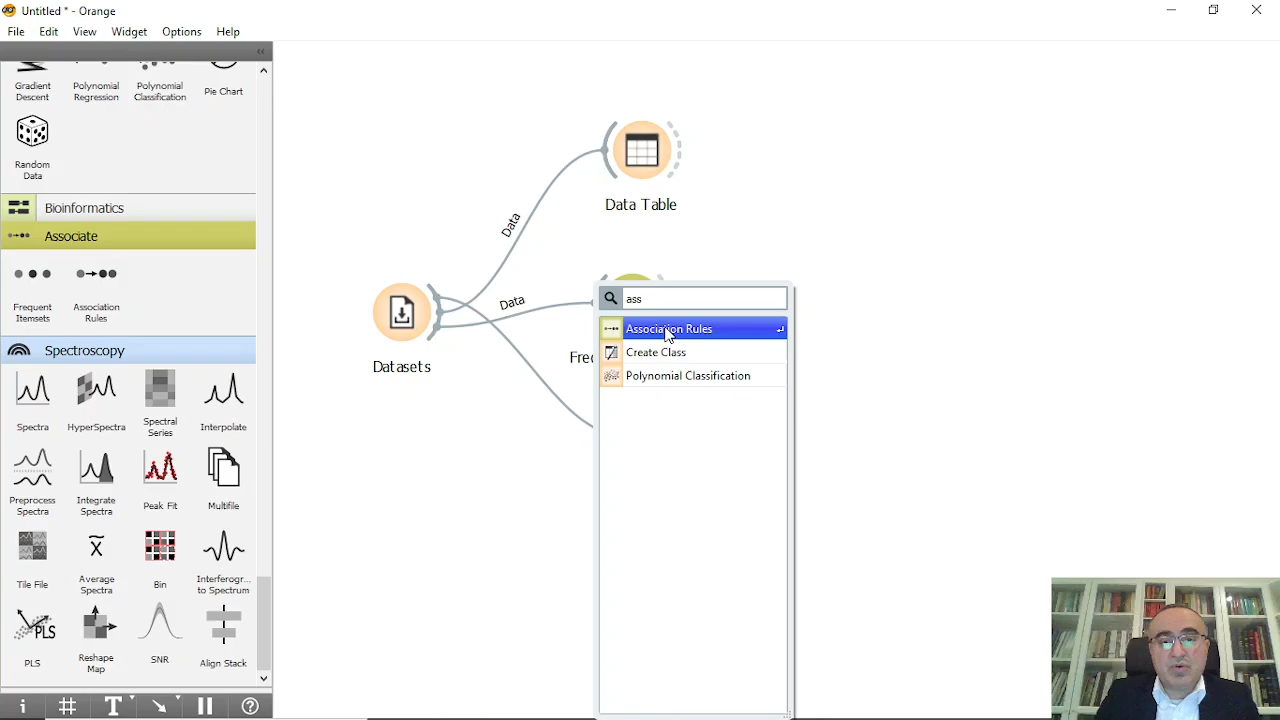 Untitled * - Orange
File Edit View Widget Options Help
Gradient Descent
Polynomial Regression
Polynomial Classification
Pie Chart
Random Data
Bioinformatics
Associate
Frequent Itemsets
Association Rules
Spectroscopy
Spectra
HyperSpectra
Spectral Series
Interpolate
Preprocess Spectra
Integrate Spectra
Peak Fit
Multifile
Tile File
Average Spectra
Bin
Interferogr... to Spectrum
PLS
PLS
Reshape Map
SNR
Align Stack
Data Table
Data
Data
Datasets
Fre
ass
Association Rules
Create Class
Polynomial Classification